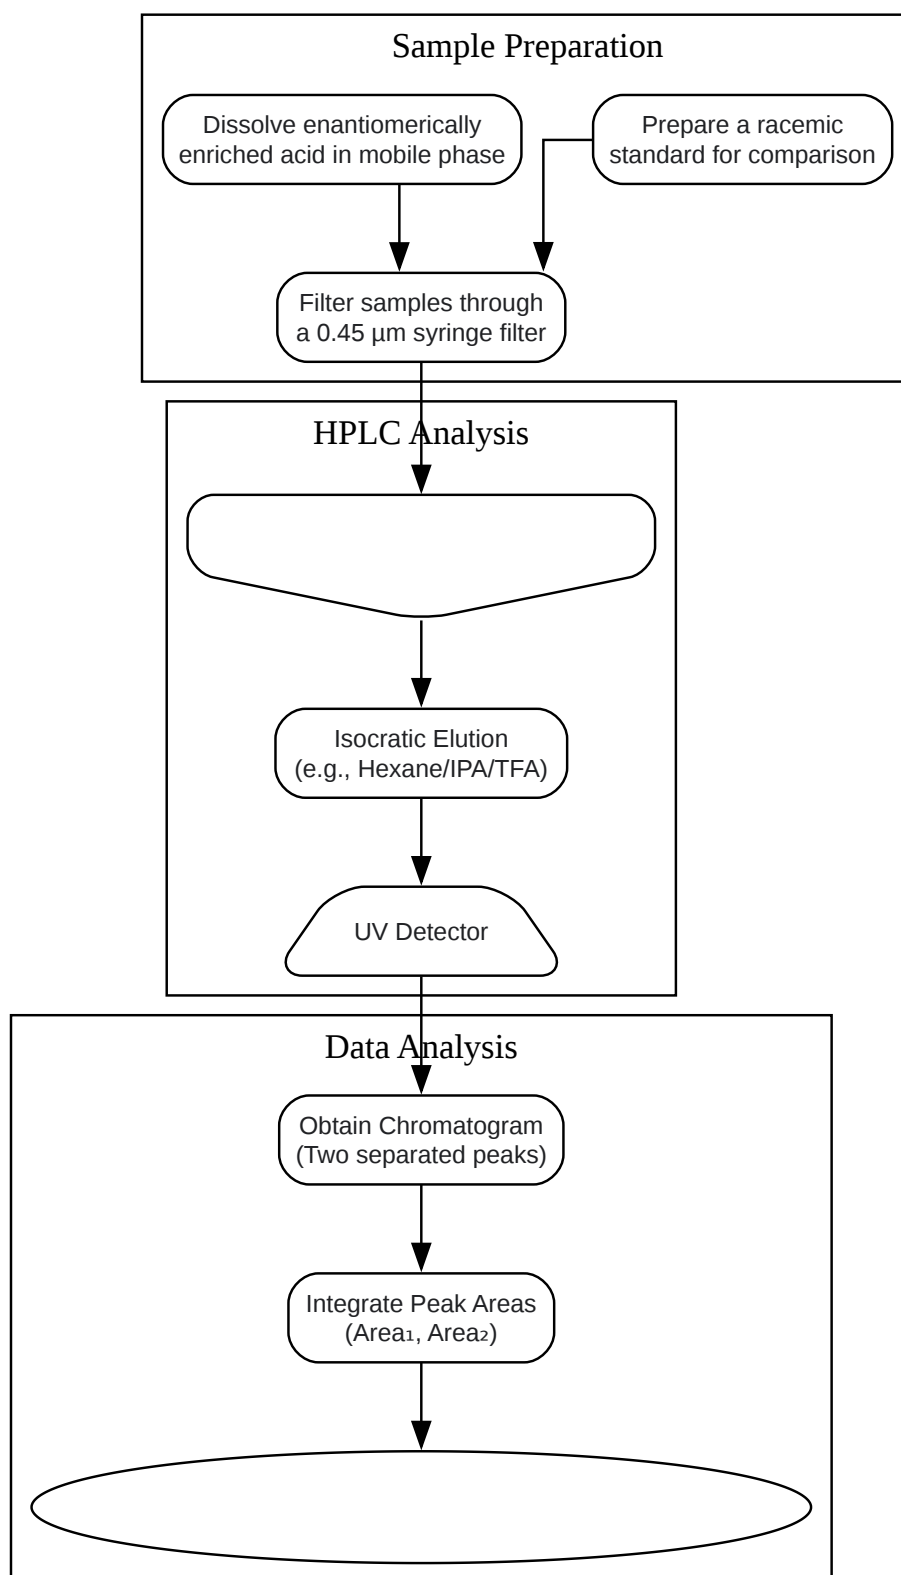 Sample Preparation
Dissolve enantiomerically
enriched acid in mobile phase
Prepare a racemic
standard for comparison
Filter samples through
a 0.45 µm syringe filter
HPLC Analysis
Isocratic Elution
(e.g., Hexane/IPA/TFA)
UV Detector
Data Analysis
Obtain Chromatogram
(Two separated peaks)
Integrate Peak Areas
(Area₁, Area₂)